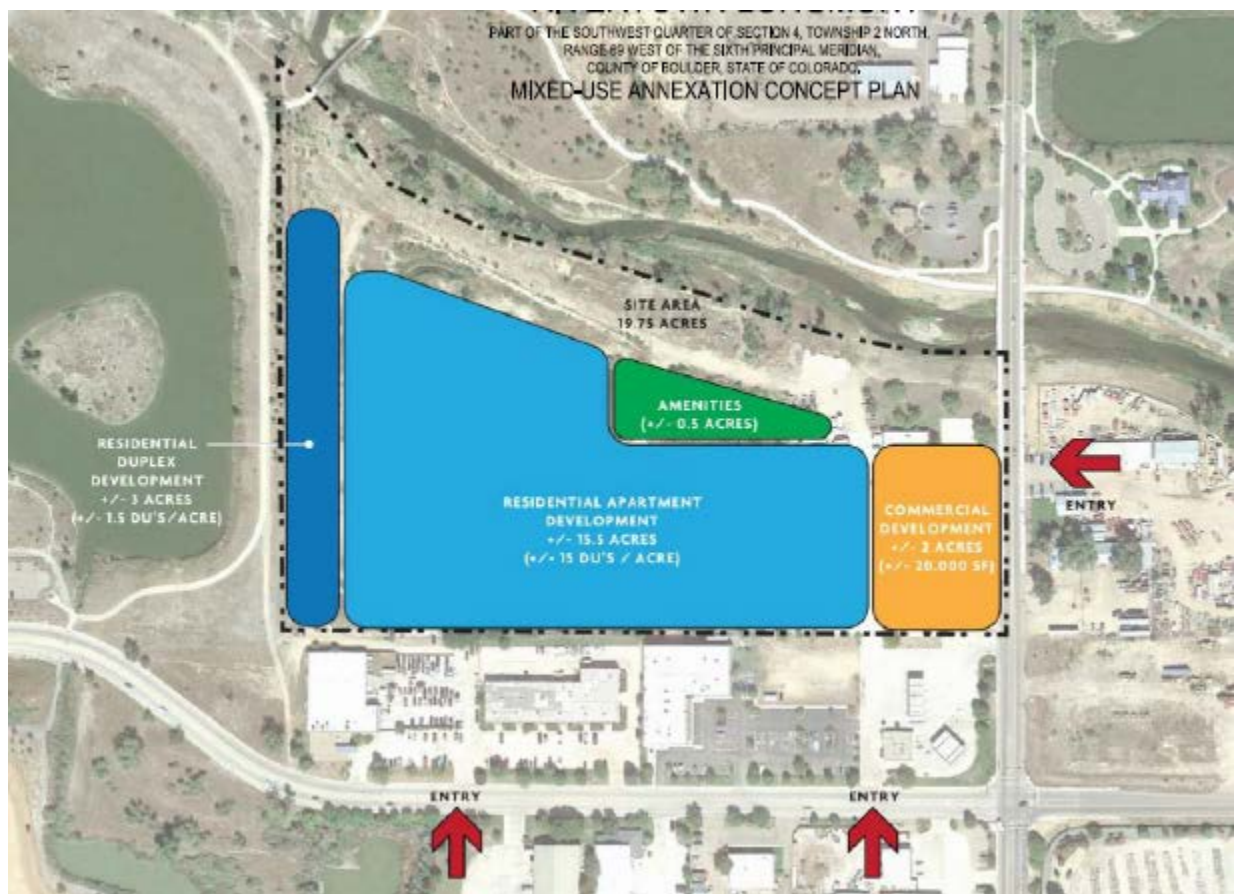 PART OF THE SOUTHWEST QUARTER OF SECTION 4, TOWNSHIP 2 NORTH,
RANGE 69 WEST OF THE SIXTH PRINCIPAL MERIDIAN,
COUNTY OF BOULDER, STATE OF COLORADO.
MIXED-USE ANNEXATION CONCEPT PLAN
SITE AREA
19.75 ACRES
AMENITIES
(+/- 0.5 ACRES)
RESIDENTIAL
DUPLEX
DEVELOPMENT
+/- 3 ACRES
(+/- 1.5 DU'S/ACRE)
RESIDENTIAL APARTMENT
DEVELOPMENT
+/- 15.5 ACRES
(+/- 15 DU'S / ACRE)
COMMERCIAL
DEVELOPMENT
+/- 2 ACRES
(+/- 20,000 SF)
ENTRY
ENTRY
ENTRY